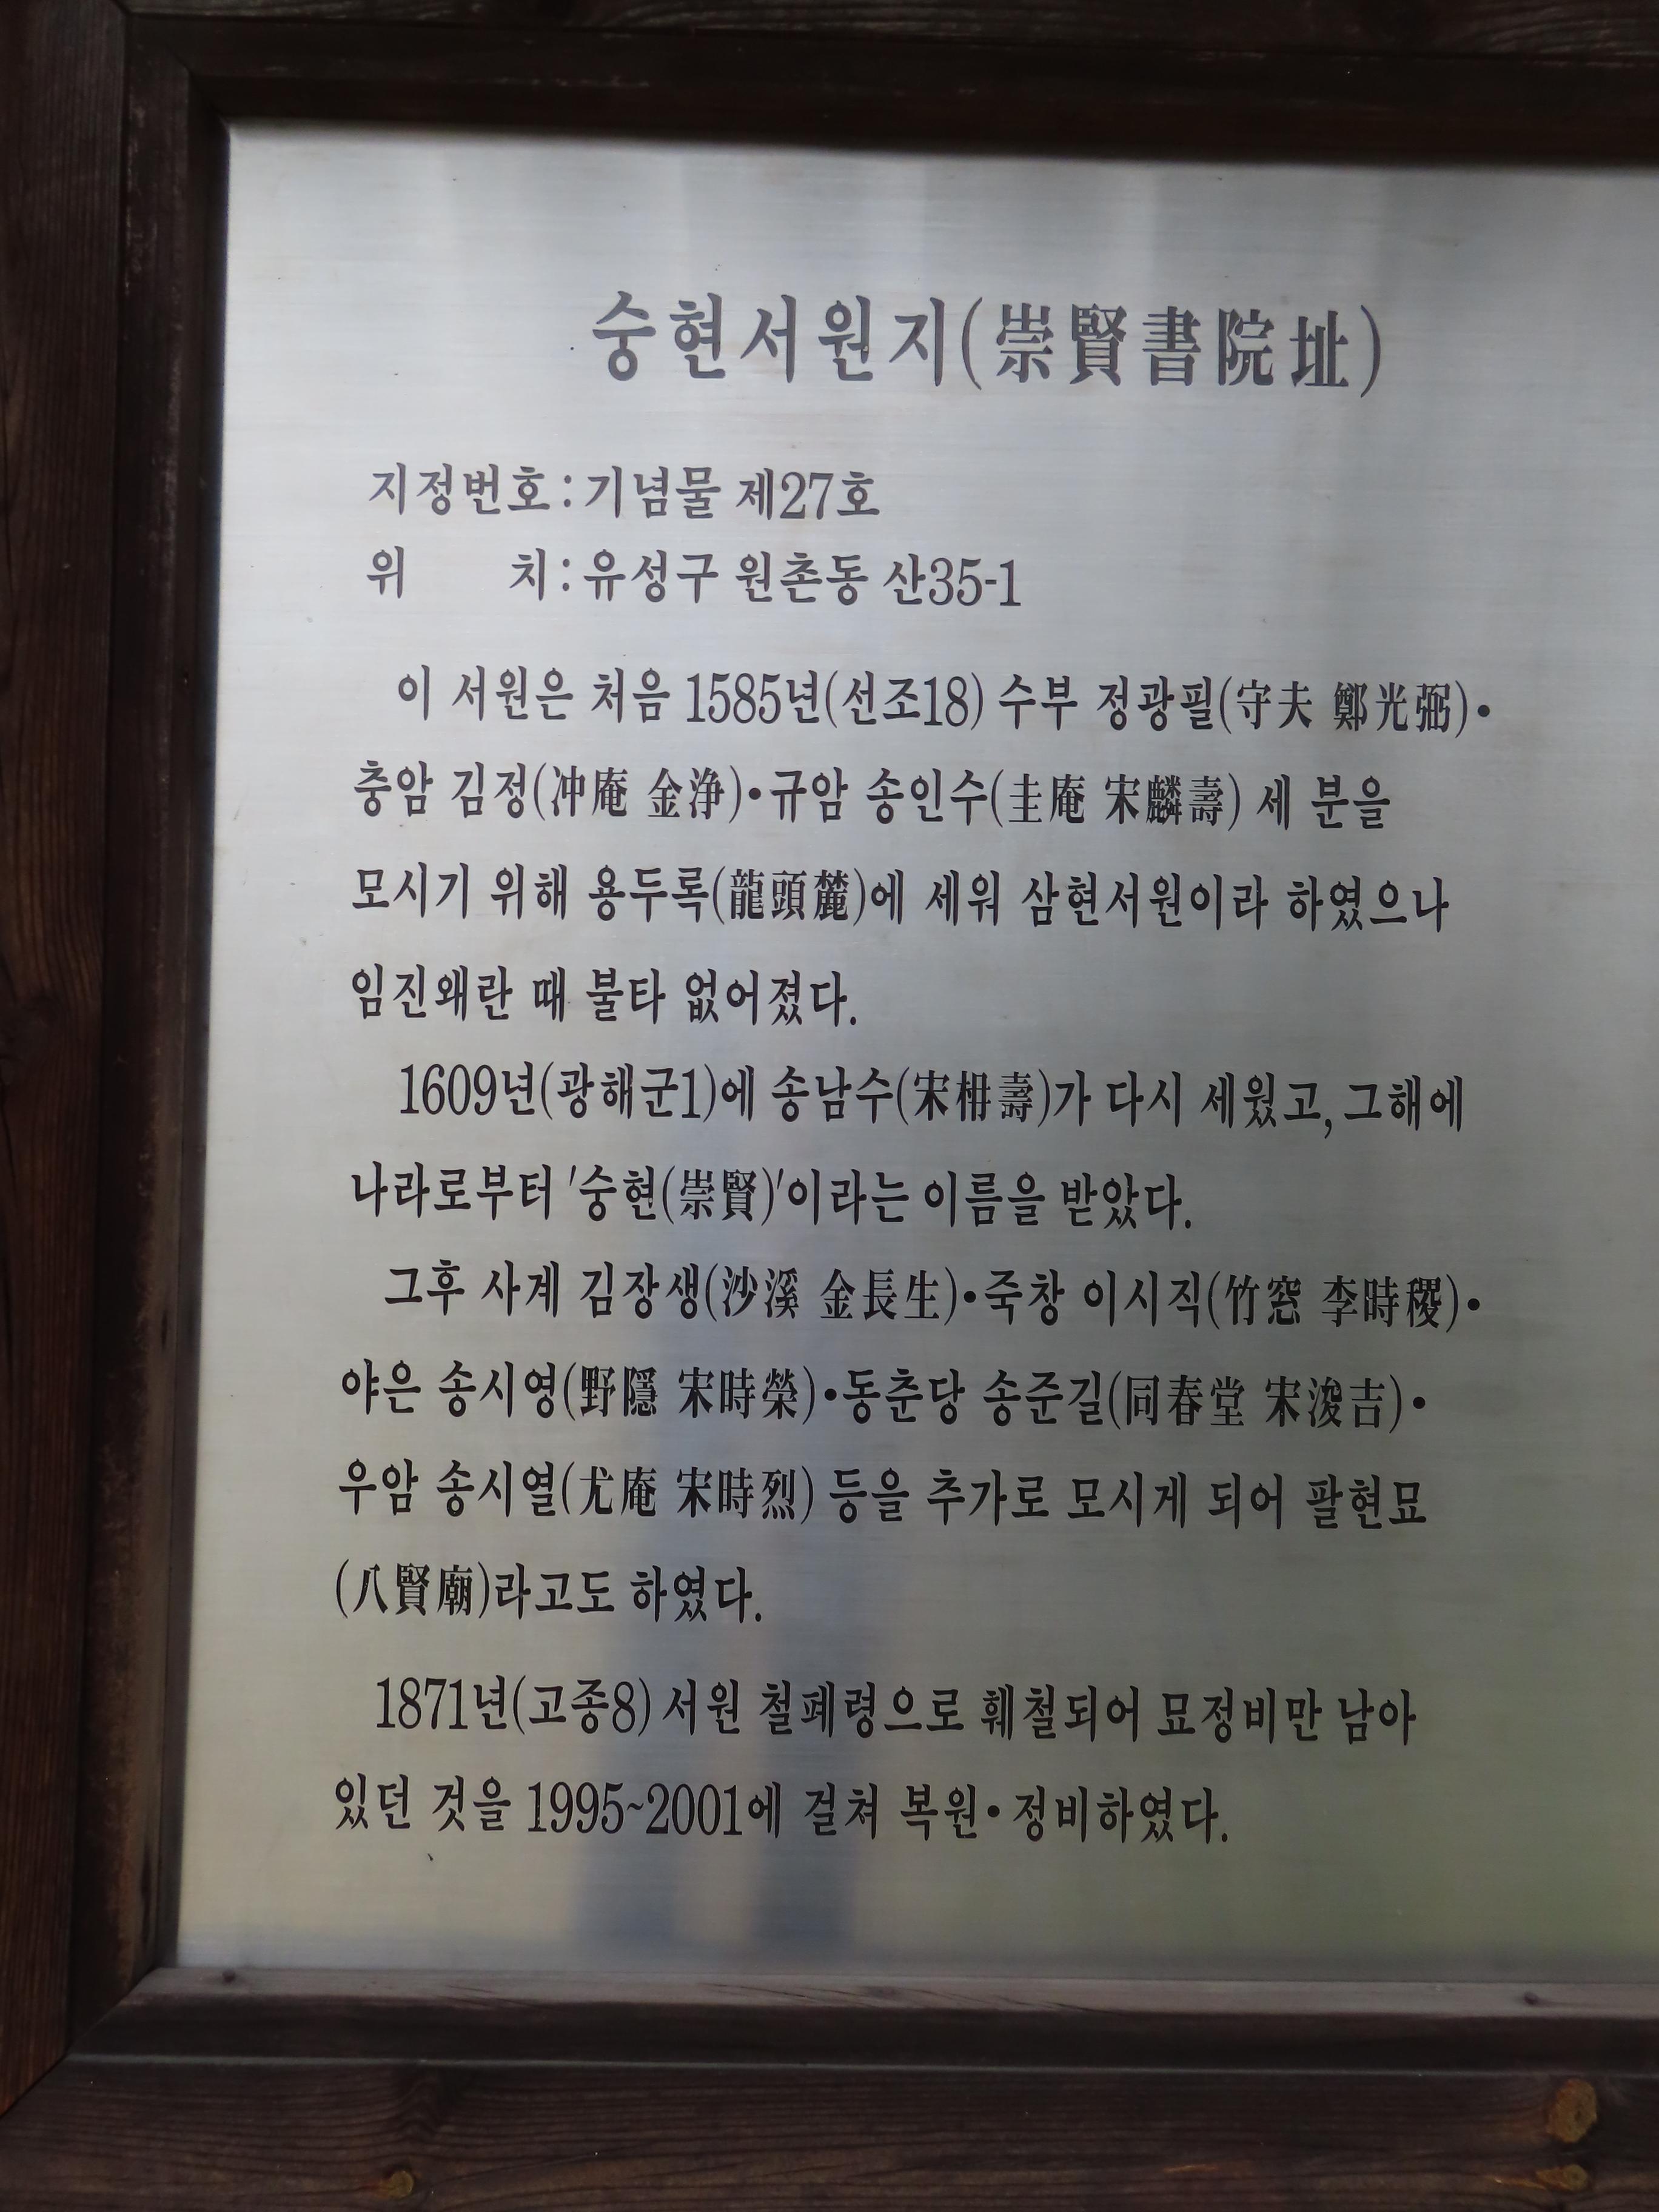 숭현서원지(崇賢書院址)
지정번호:기념물 제27호
위 치:유성구 원촌동 산35-1
이 서원은 처음 1585년(선조18) 수부 정광필(守夫 鄭光弼)•
충암 김정(冲庵 金浄)•규암 송인수(圭庵 宋麟壽) 세 분을
모시기 위해 용두록(龍頭麓)에 세워 삼현서원이라 하였으나
임진왜란 때 불타 없어졌다.
1609년(광해군1)에 송남수(宋枏壽)가 다시 세웠고, 그해에
나라로부터 '숭현(崇賢)'이라는 이름을 받았다.
그후 사계 김장생(沙溪 金長生)•죽창 이시직(竹窓 李時稷)•
야은 송시영(野隱 宋時榮)•동춘당 송준길(同春堂 宋浚吉)•
우암 송시열(尤庵 宋時烈) 등을 추가로 모시게 되어 팔현묘
(八賢廟)라고도 하였다.
1871년(고종8) 서원 철폐령으로 훼철되어 묘정비만 남아
있던 것을 1995~2001에 걸쳐 복원•정비하였다.